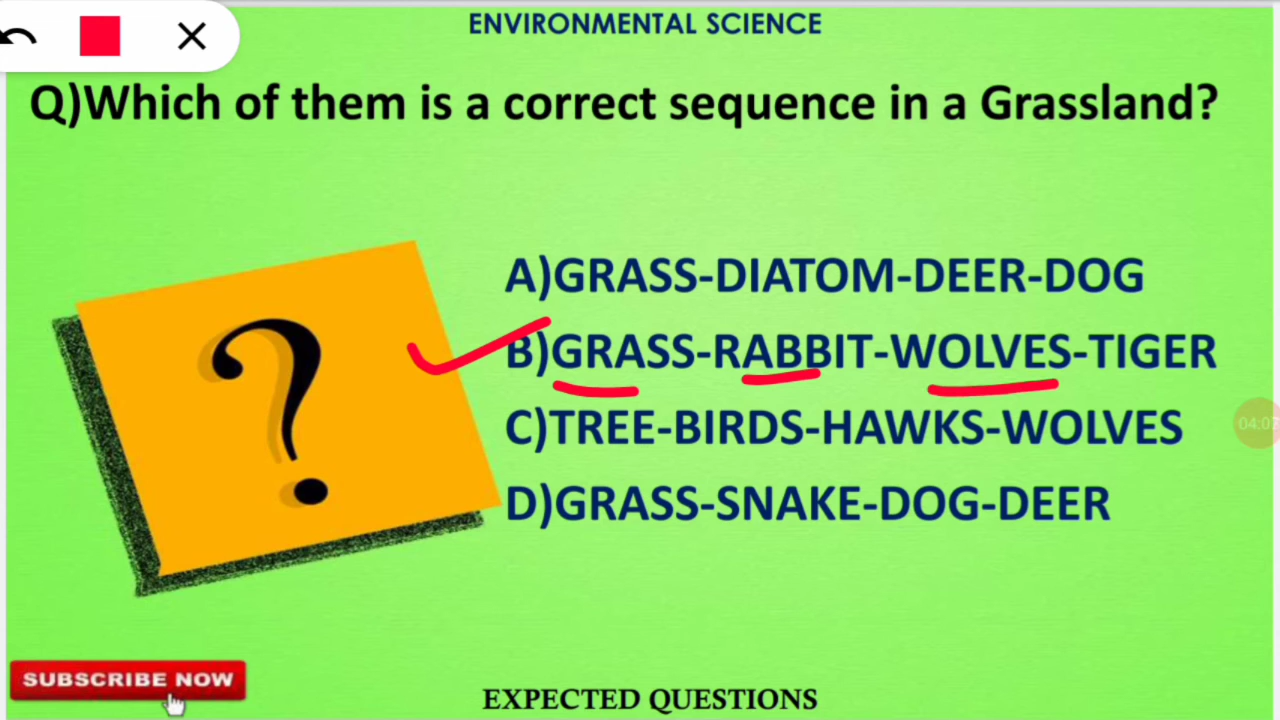 ENVIRONMENTAL SCIENCE
Q)Which of them is a correct sequence in a Grassland?
A)GRASS-DIATOM-DEER-DOG
B)GRASS-RABBIT-WOLVES-TIGER
C)TREE-BIRDS-HAWKS-WOLVES
D)GRASS-SNAKE-DOG-DEER
?
SUBSCRIBE NOW
EXPECTED QUESTIONS